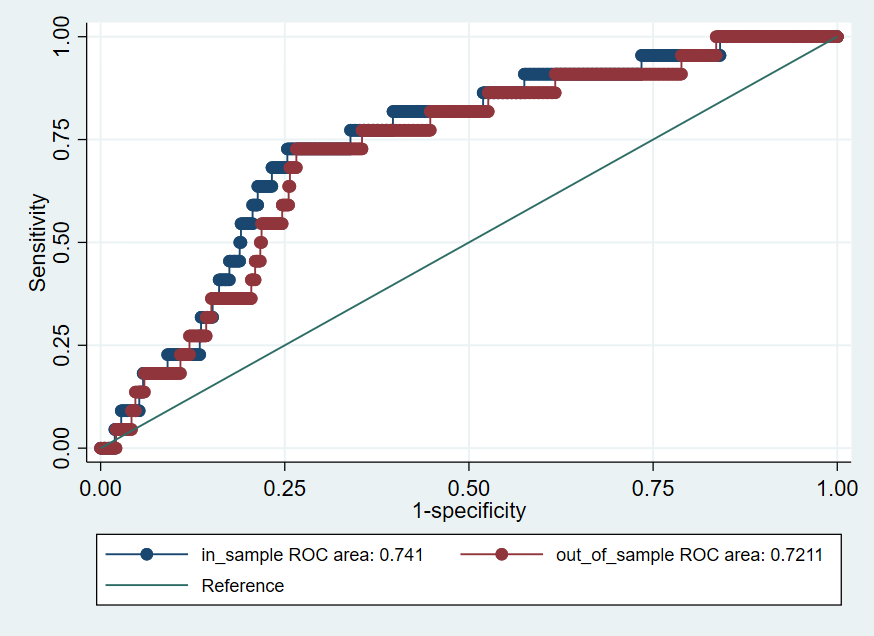 1.00
0.75
0.50
0.25
0.00
Sensitivity
0.00 0.25 0.50 0.75 1.00
1-specificity
in_sample ROC area: 0.741 out_of_sample ROC area: 0.7211
Reference